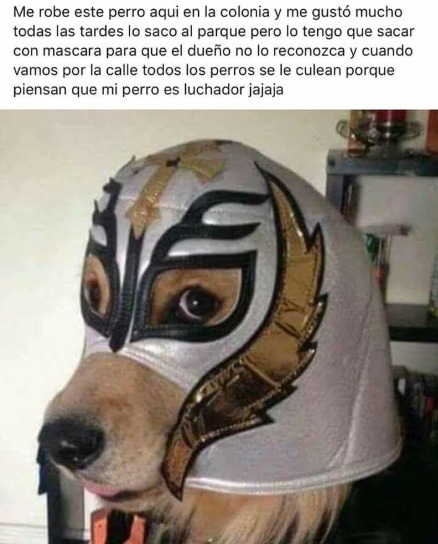 Me robe este perro aqui en la colonia y me gustó mucho
todas las tardes lo saco al parque pero lo tengo que sacar
con mascara para que el dueño no lo reconozca y cuando
vamos por la calle todos los perros se le culean porque
piensan que mi perro es luchador jajaja